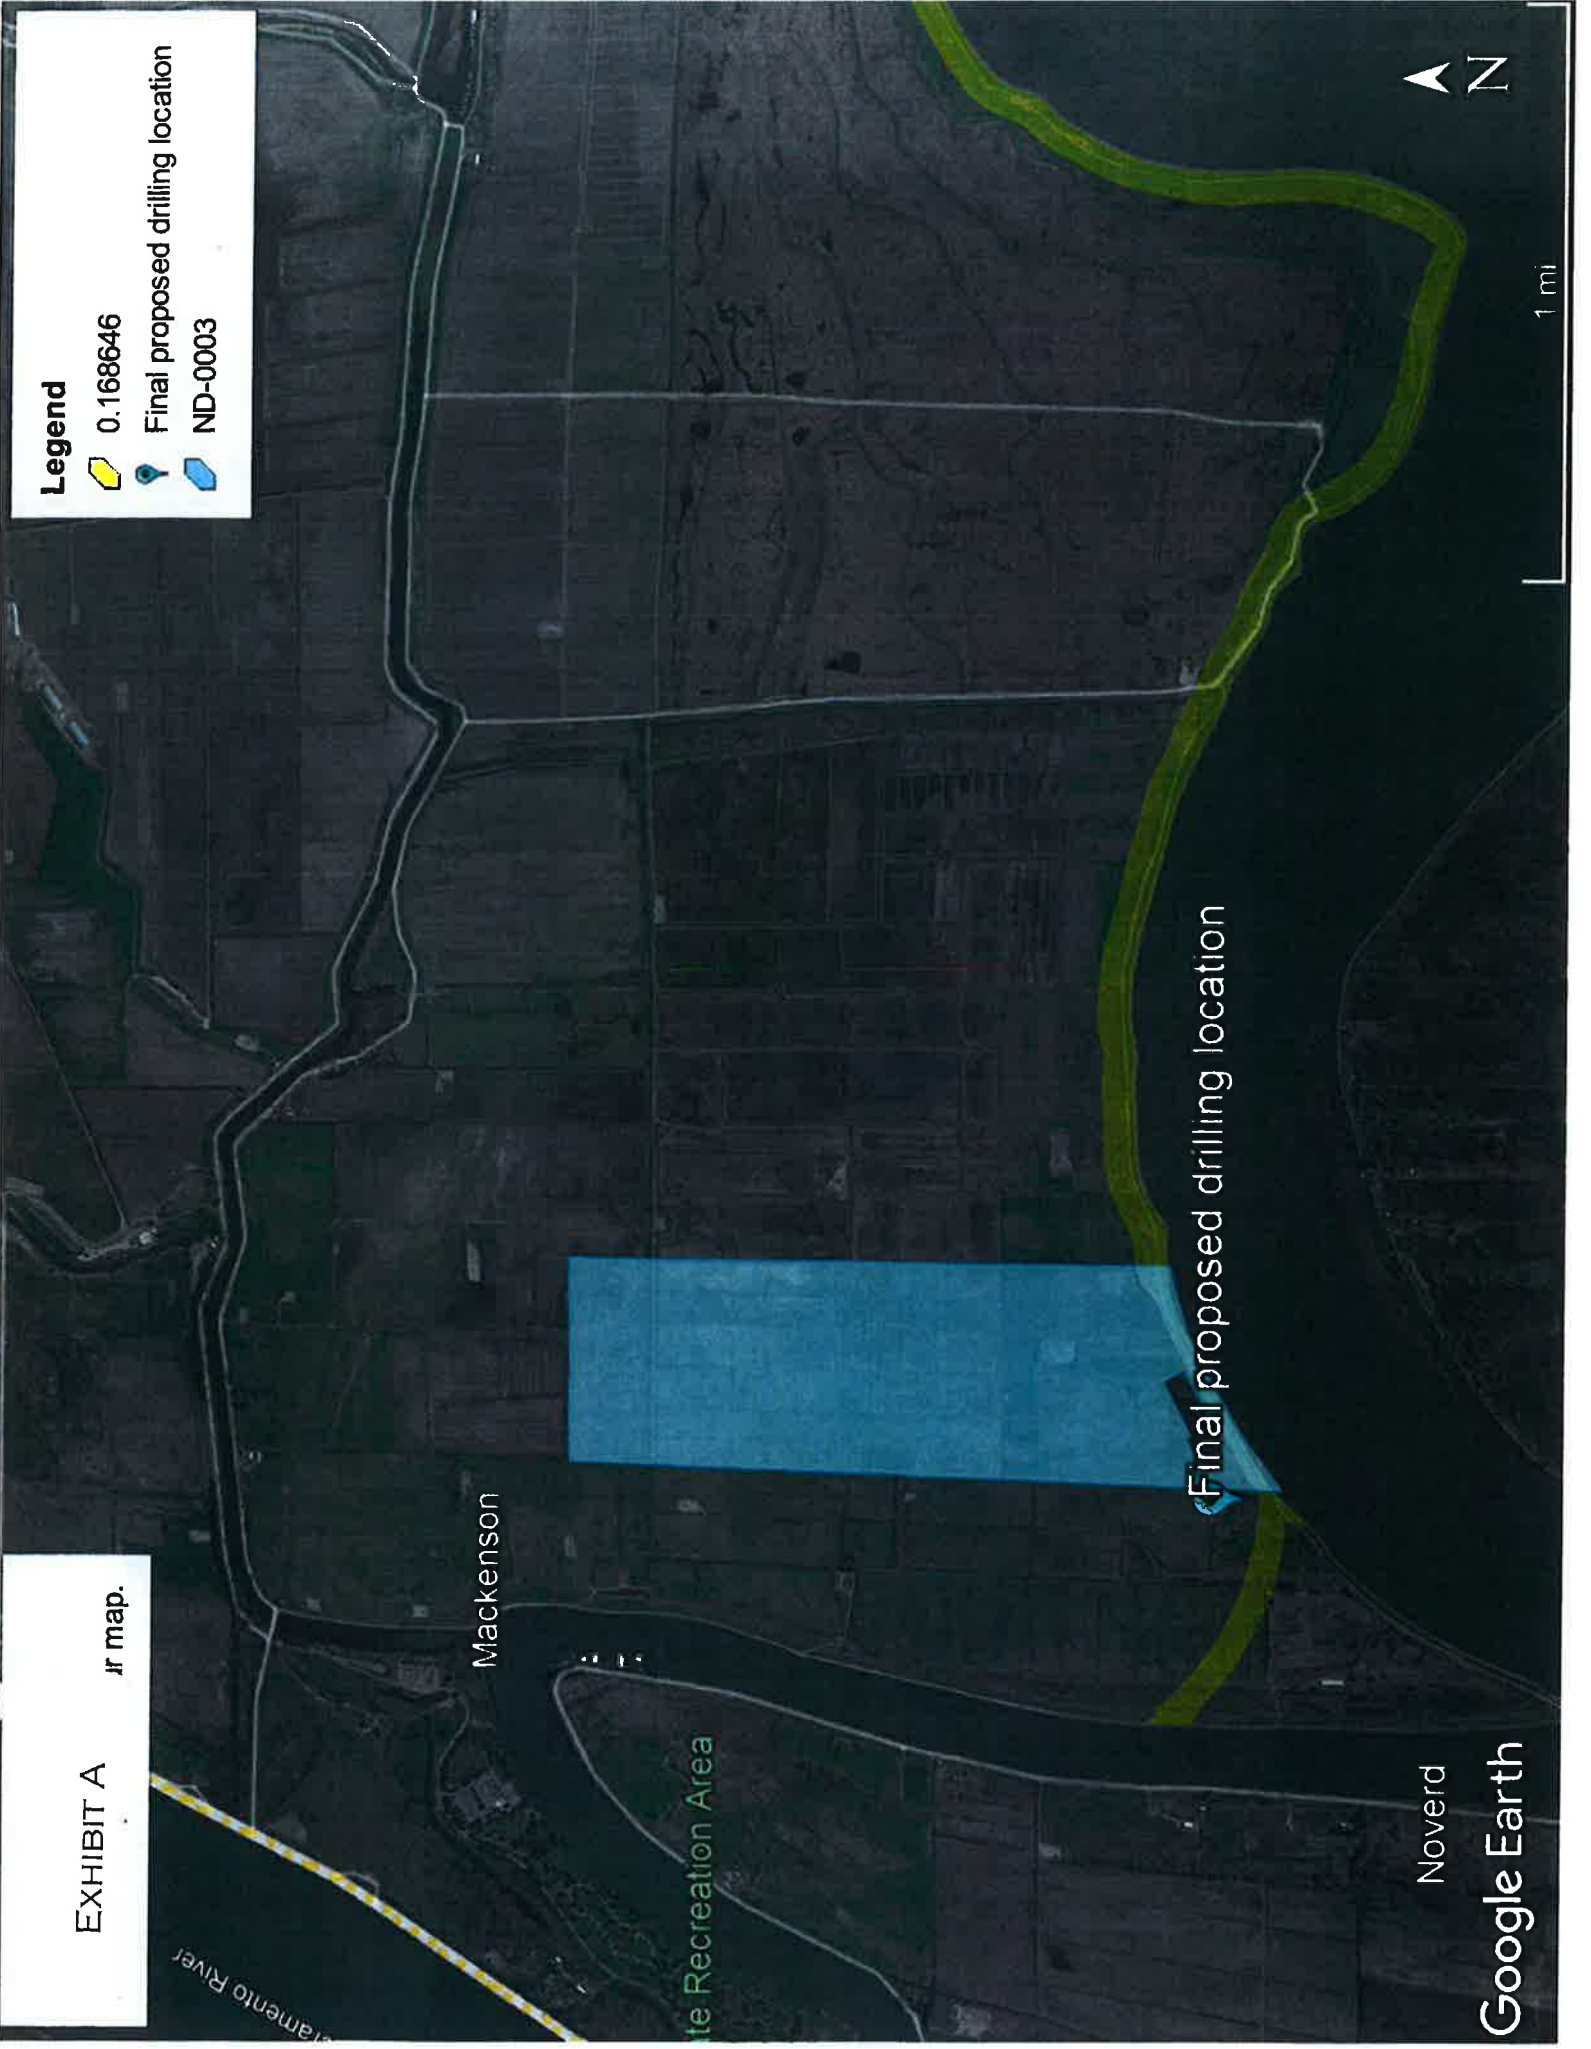 EXHIBIT A
map.
Legend
0.168646
Final proposed drilling location
ND-0003
River
Mackenson
Recreation Area
Final proposed drilling location
Noverd
Google Earth
1 mi
N